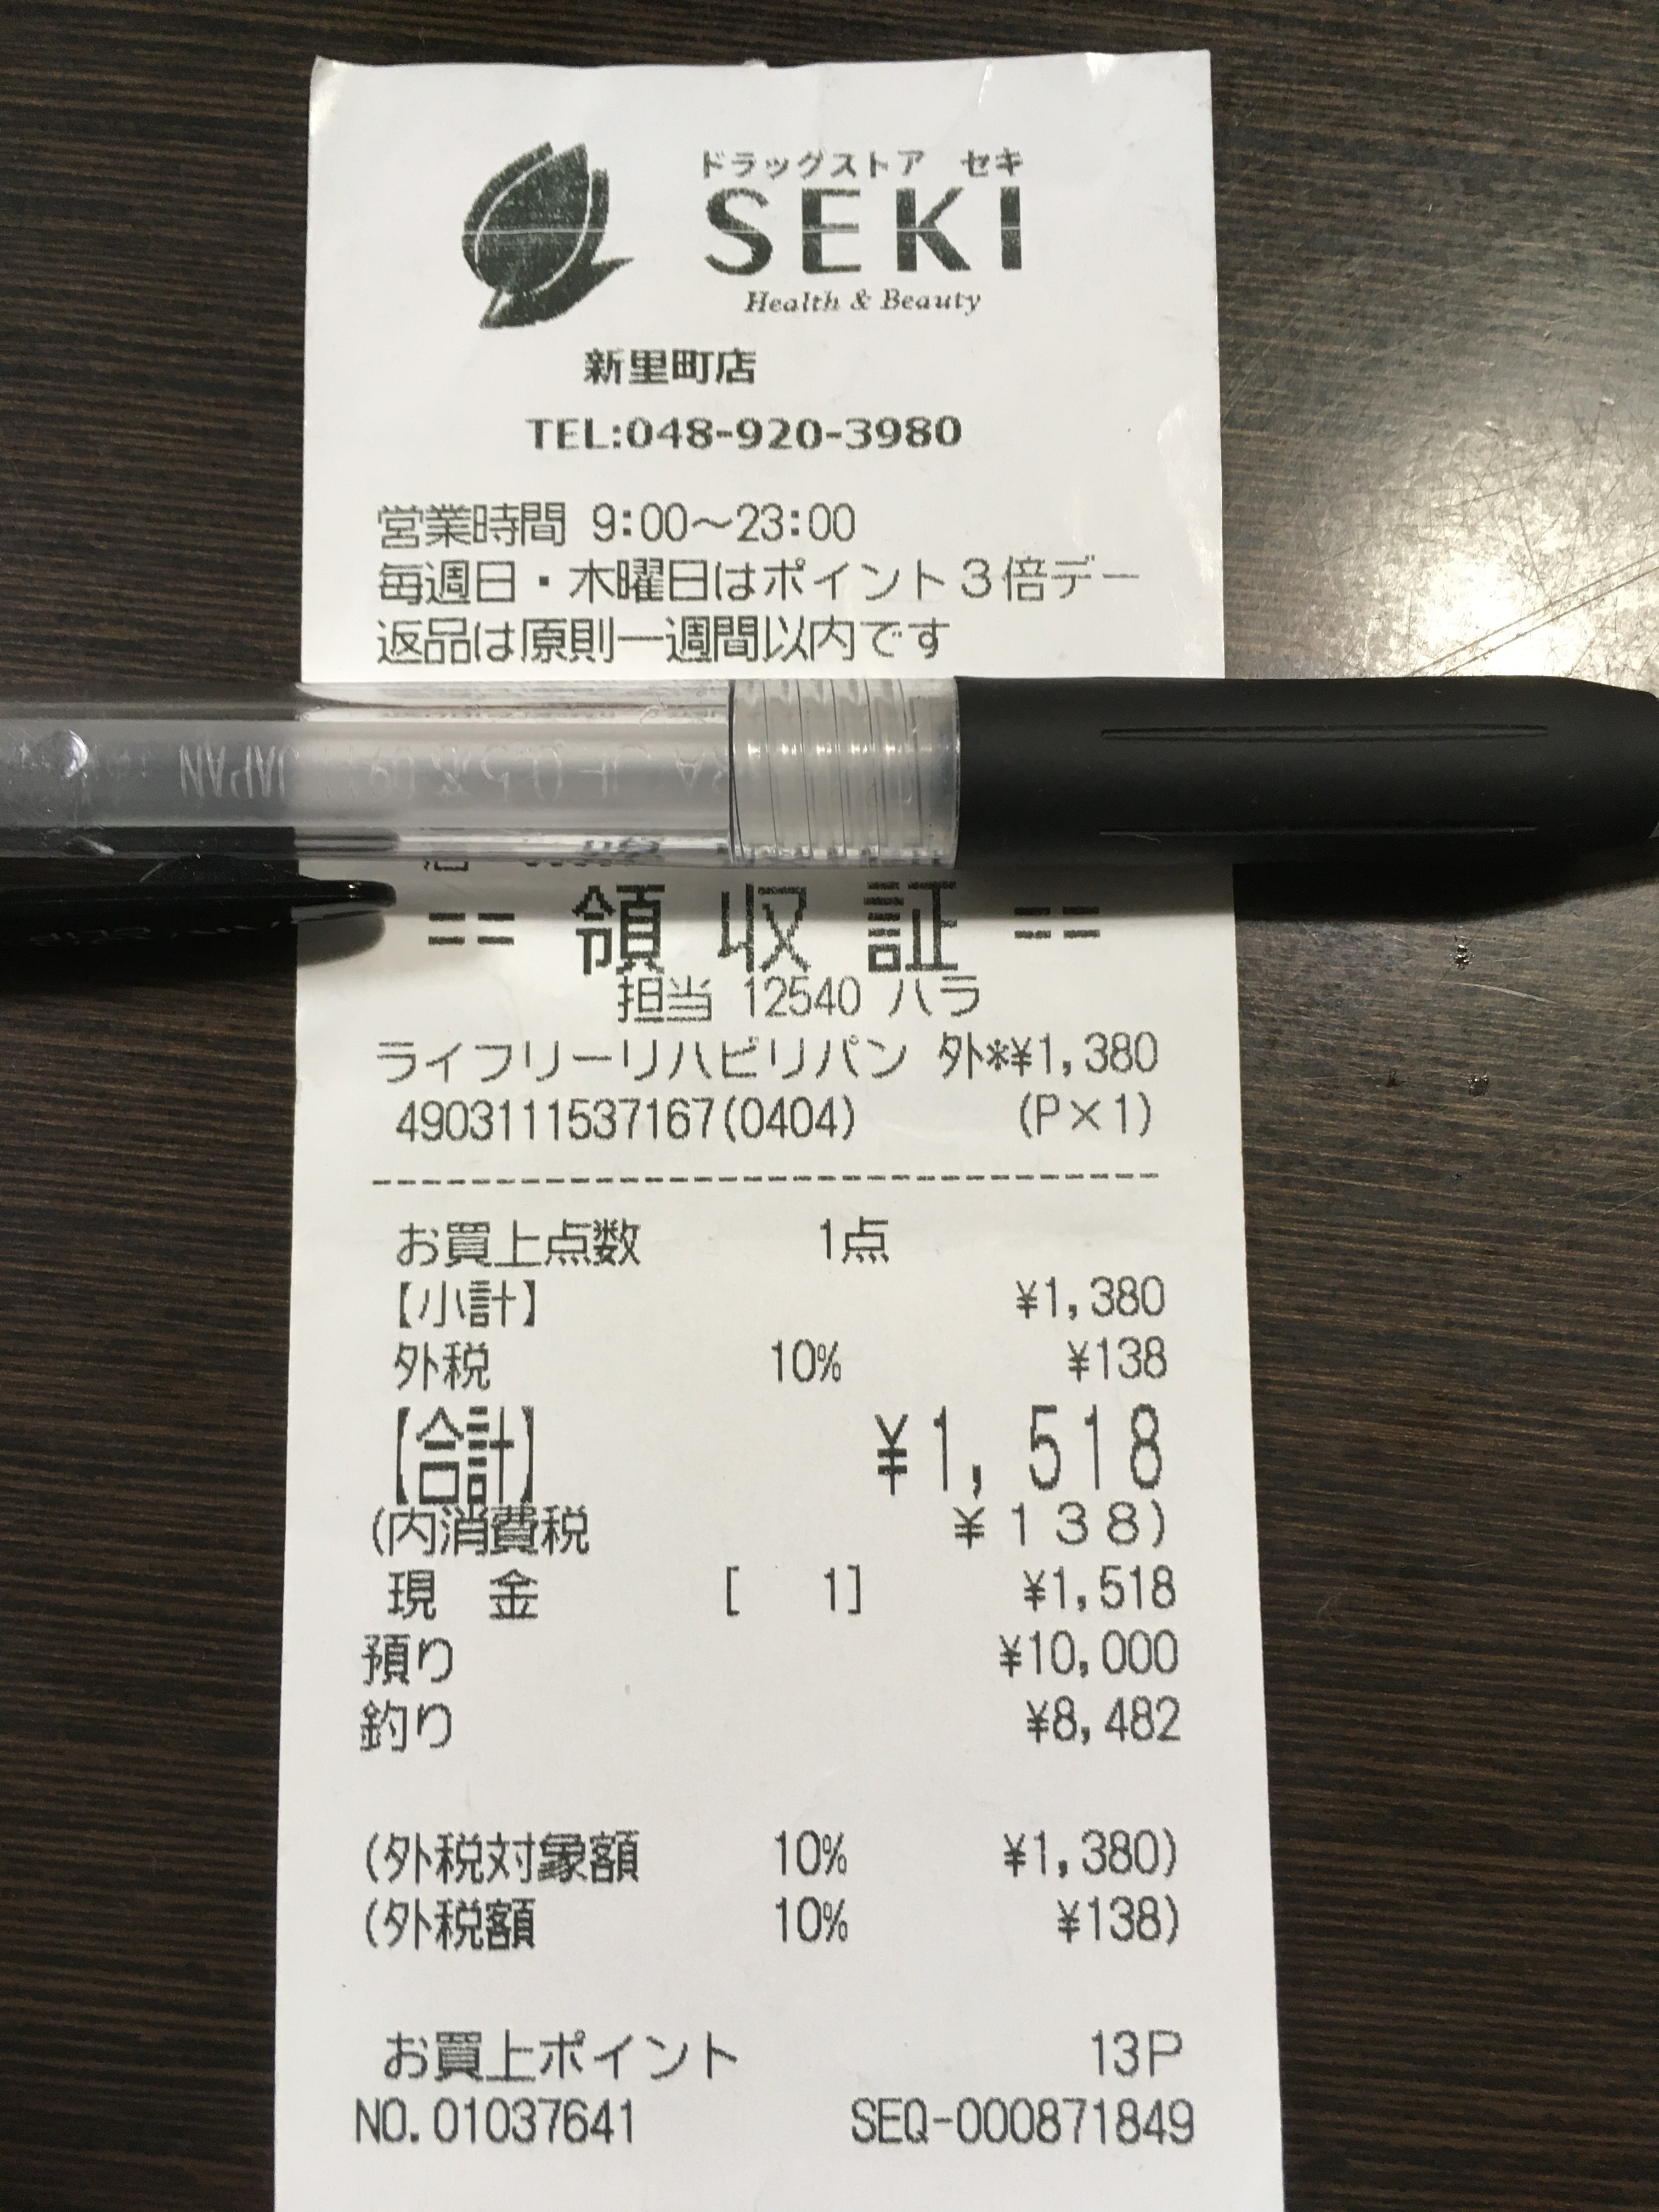 ドラッグストア セキ
SEKI
Health & Beauty
新里町店
TEL:048-920-3980
営業時間 9:00～23:00
毎週日・木曜日はポイント3倍デー
返品は原則一週間以内です
JAPAN
== 領収証 ==
担当 12540 ハラ
ライフリーリハビリパン 外*¥1,380
4903111537167(0404) (P×1)
お買上点数 1点
【小計】 ¥1,380
外税 10% ¥138
【合計】 ¥1,518
(内消費税 ¥138)
現 金 [ 1] ¥1,518
預り ¥10,000
釣り ¥8,482
(外税対象額 10% ¥1,380)
(外税額 10% ¥138)
お買上ポイント 13P
NO.01037641 SEQ-000871849